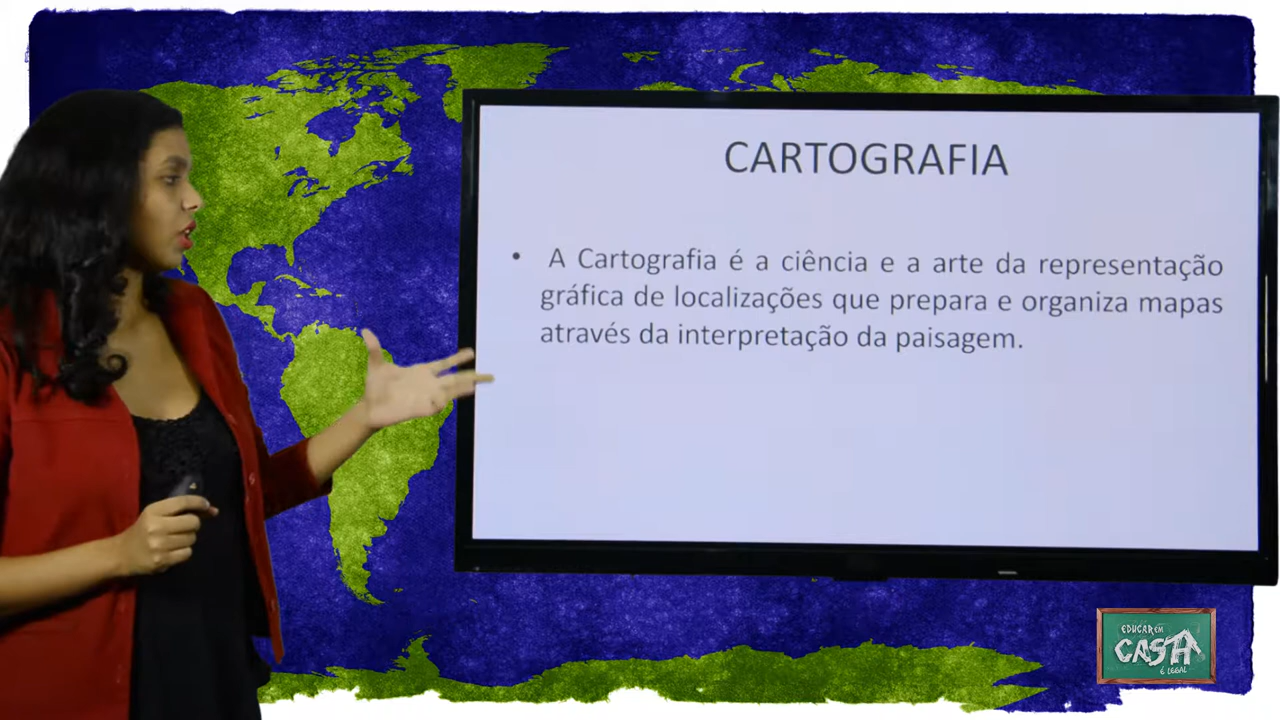 CARTOGRAFIA
• A Cartografia é a ciência e a arte da representação
gráfica de localizações que prepara e organiza mapas
através da interpretação da paisagem.
EDUCAR EM
CASA
É LEGAL